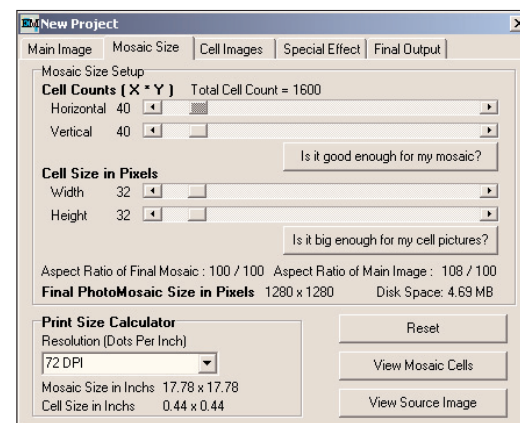 EM New Project
Main Image Mosaic Size Cell Images Special Effect Final Output
Mosaic Size Setup
Cell Counts ( X * Y ) Total Cell Count = 1600
Horizontal 40
Vertical 40
Is it good enough for my mosaic?
Cell Size in Pixels
Width 32
Height 32
Is it big enough for my cell pictures?
Aspect Ratio of Final Mosaic : 100 / 100 Aspect Ratio of Main Image : 108 / 100
Final PhotoMosaic Size in Pixels 1280 x 1280 Disk Space: 4.69 MB
Print Size Calculator
Resolution (Dots Per Inch)
72 DPI
Mosaic Size in Inchs 17.78 x 17.78
Cell Size in Inchs 0.44 x 0.44
Reset
View Mosaic Cells
View Source Image